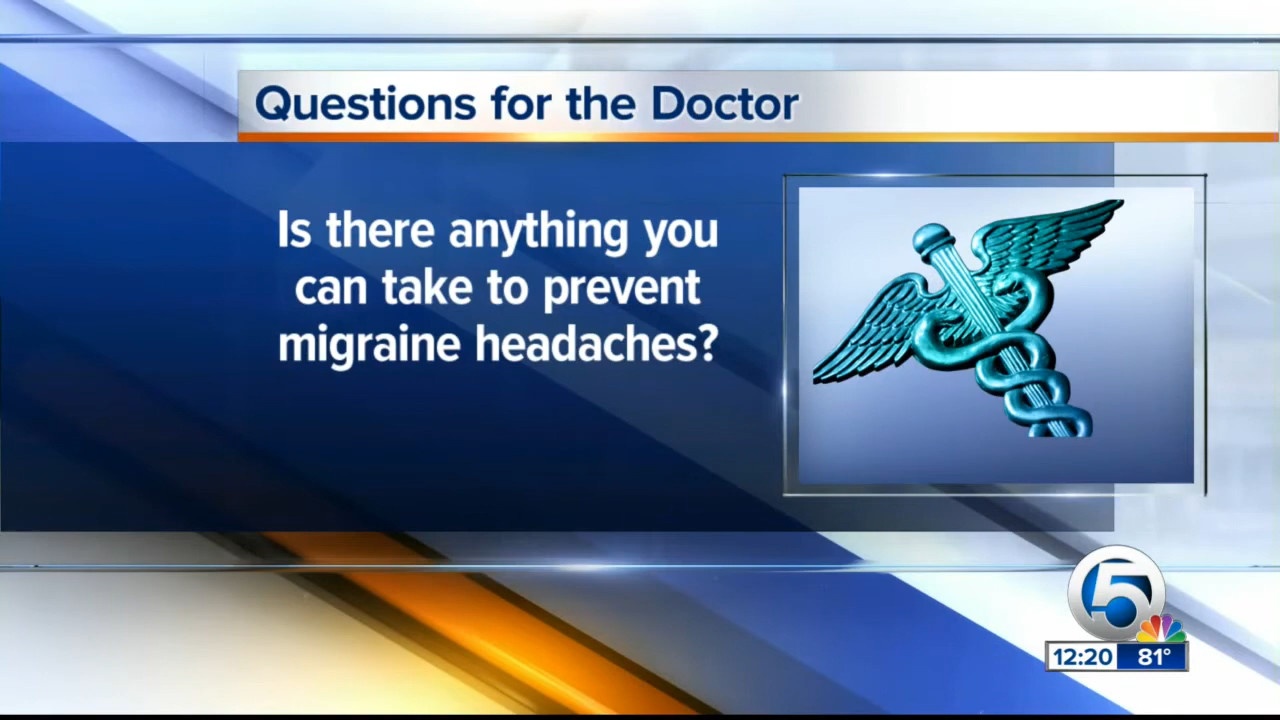 Questions for the Doctor
Is there anything you
can take to prevent
migraine headaches?
5
12:20 81°